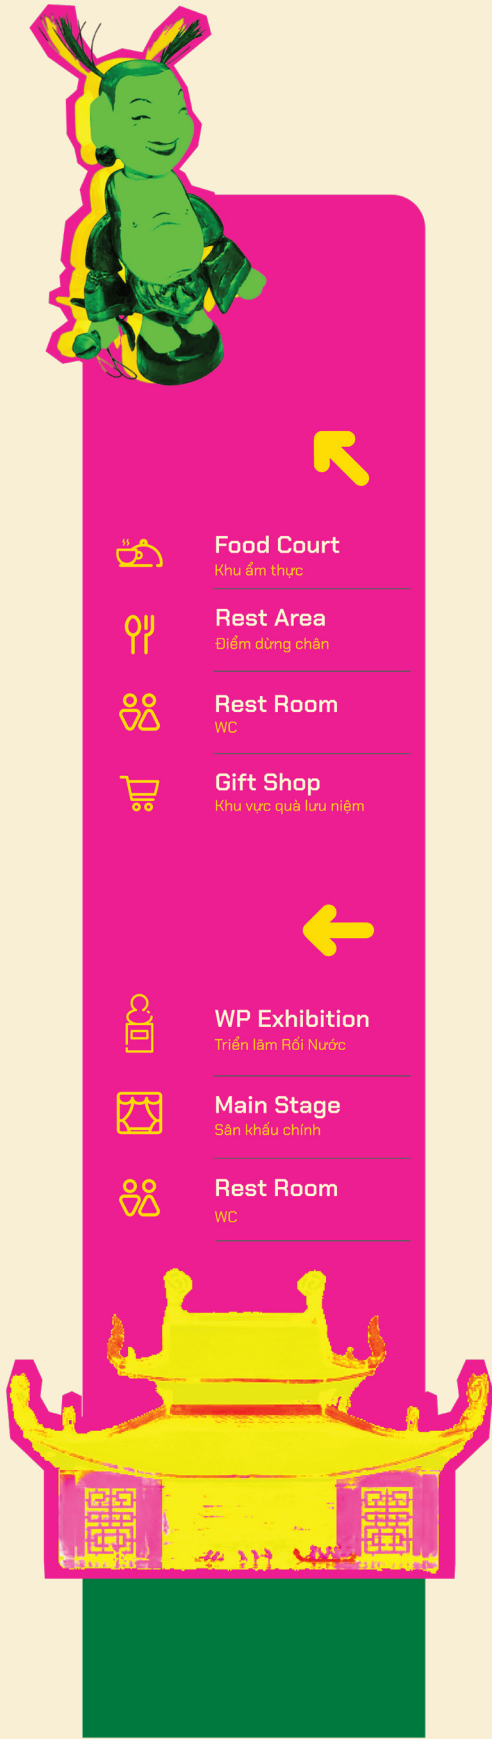 Food Court
Khu ẩm thực
Rest Area
Điểm dừng chân
Rest Room
WC
Gift Shop
Khu vực quà lưu niệm
WP Exhibition
Triển lãm Rối Nước
Main Stage
Sân khấu chính
Rest Room
WC